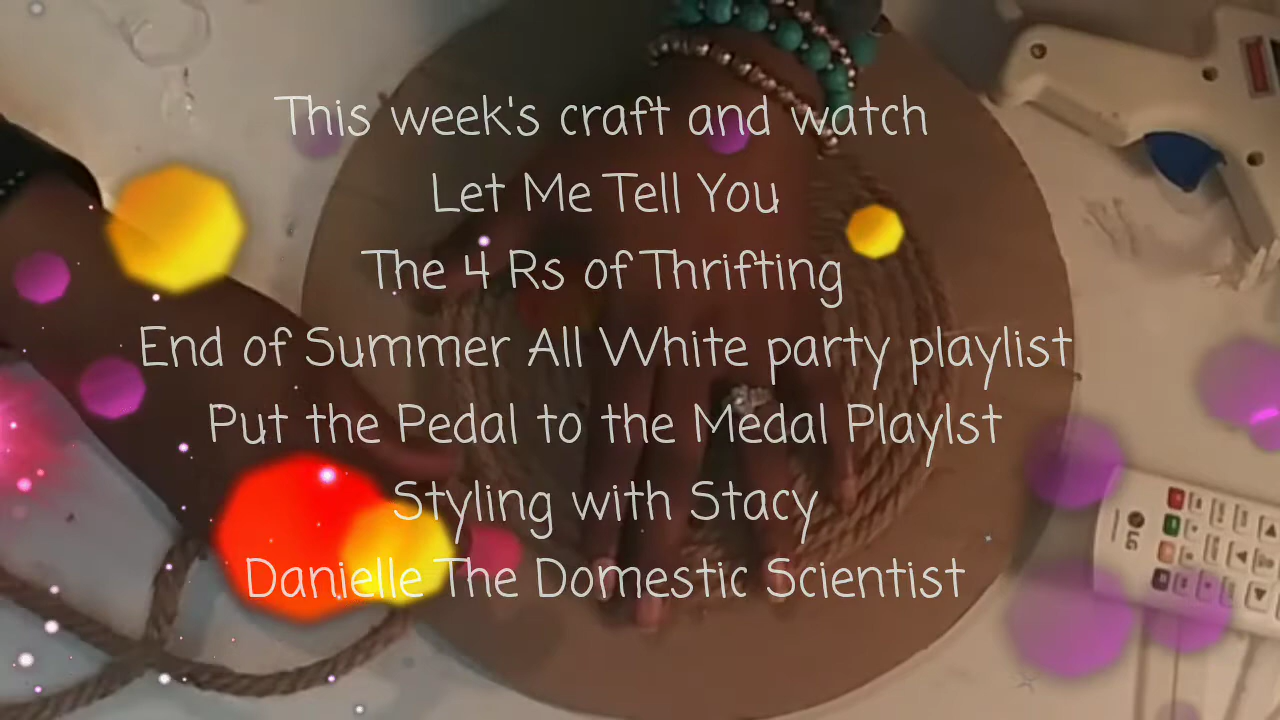 This week's craft and watch
Let Me Tell You
The 4 Rs of Thrifting
End of Summer All White party playlist
Put the Pedal to the Medal Playlst
Styling with Stacy
Danielle The Domestic Scientist
LG